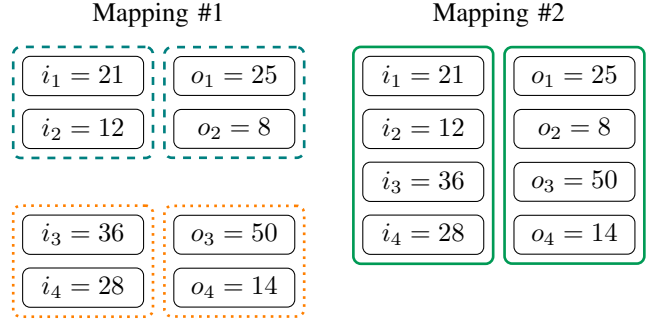 Mapping #1
i₁ = 21 o₁ = 25
i₂ = 12 o₂ = 8
i₃ = 36 o₃ = 50
i₄ = 28 o₄ = 14
Mapping #2
i₁ = 21 o₁ = 25
i₂ = 12 o₂ = 8
i₃ = 36 o₃ = 50
i₄ = 28 o₄ = 14